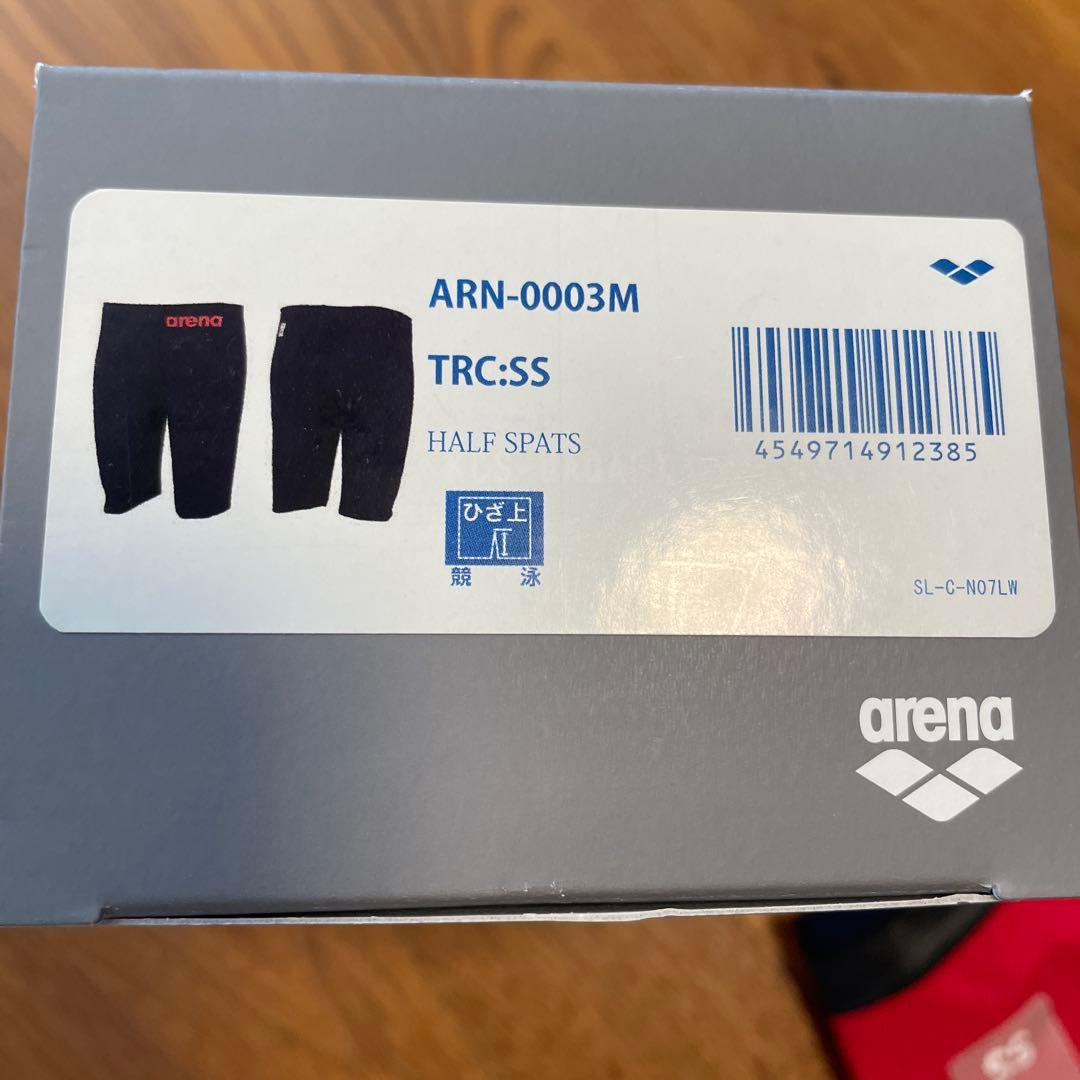 arena
ARN-0003M
TRC:SS
HALF SPATS
ひざ上
競 泳
4549714912385
SL-C-N07LW
arena
SS